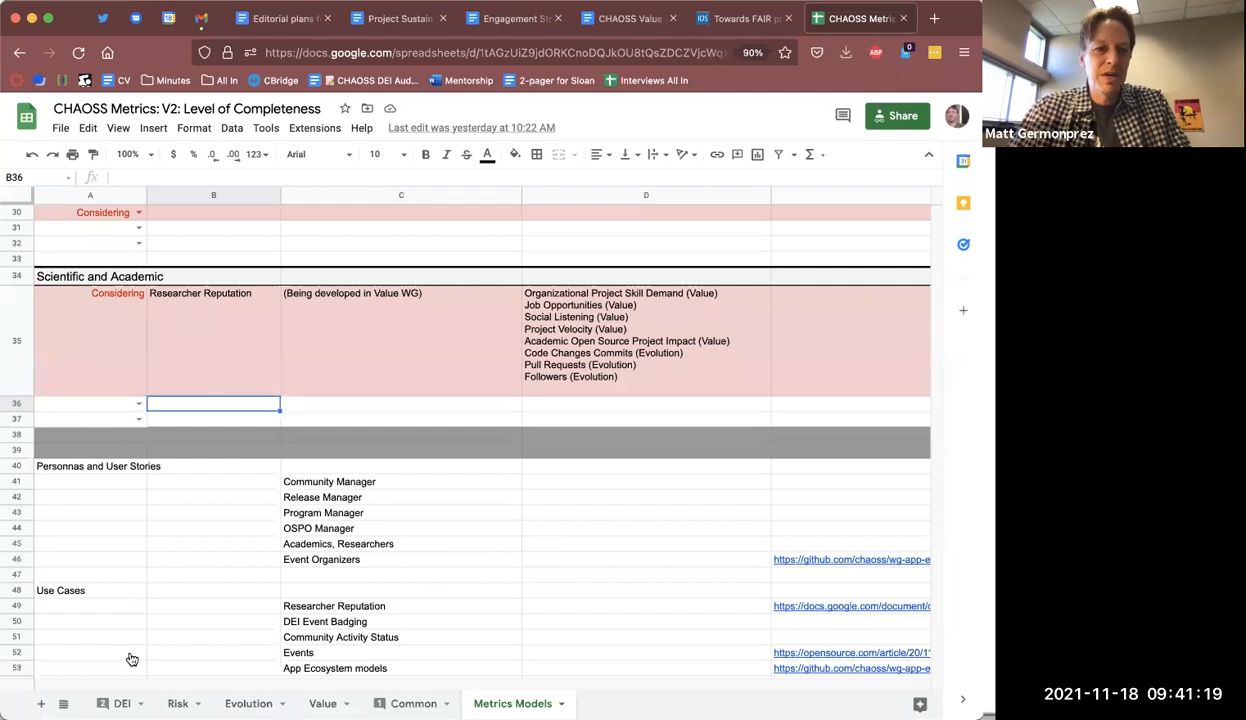 Editorial plans f
Project Sustain
Engagement St
CHAOSS Value
Towards FAIR p
CHAOSS Metric
https://docs.google.com/spreadsheets/d/1tAGzUiZ9jdORKCnoDQJkOU8tQsZDCZVjcWq
90%
CV
Minutes
All In
CBridge
CHAOSS DEI Aud...
Mentorship
2-pager for Sloan
Interviews All In
CHAOSS Metrics: V2: Level of Completeness
File Edit View Insert Format Data Tools Extensions Help Last edit was yesterday at 10:22 AM
Share
Matt Germonprez
100% $ % .0 .00 123 Arial 10 B I S A
B36
fx
A B C D
30 Considering
31
32
33
34 Scientific and Academic
35 Considering Researcher Reputation (Being developed in Value WG) Organizational Project Skill Demand (Value)
Job Opportunities (Value)
Social Listening (Value)
Project Velocity (Value)
Academic Open Source Project Impact (Value)
Code Changes Commits (Evolution)
Pull Requests (Evolution)
Followers (Evolution)
36
37
38
39
40 Personnas and User Stories
41 Community Manager
42 Release Manager
43 Program Manager
44 OSPO Manager
45 Academics, Researchers
46 Event Organizers https://github.com/chaoss/wg-app-e
47
48 Use Cases
49 Researcher Reputation https://docs.google.com/document/
50 DEI Event Badging
51 Community Activity Status
52 Events https://opensource.com/article/20/1
53 App Ecosystem models https://github.com/chaoss/wg-app-e
2 DEI Risk Evolution Value 1 Common Metrics Models
2021-11-18 09:41:19